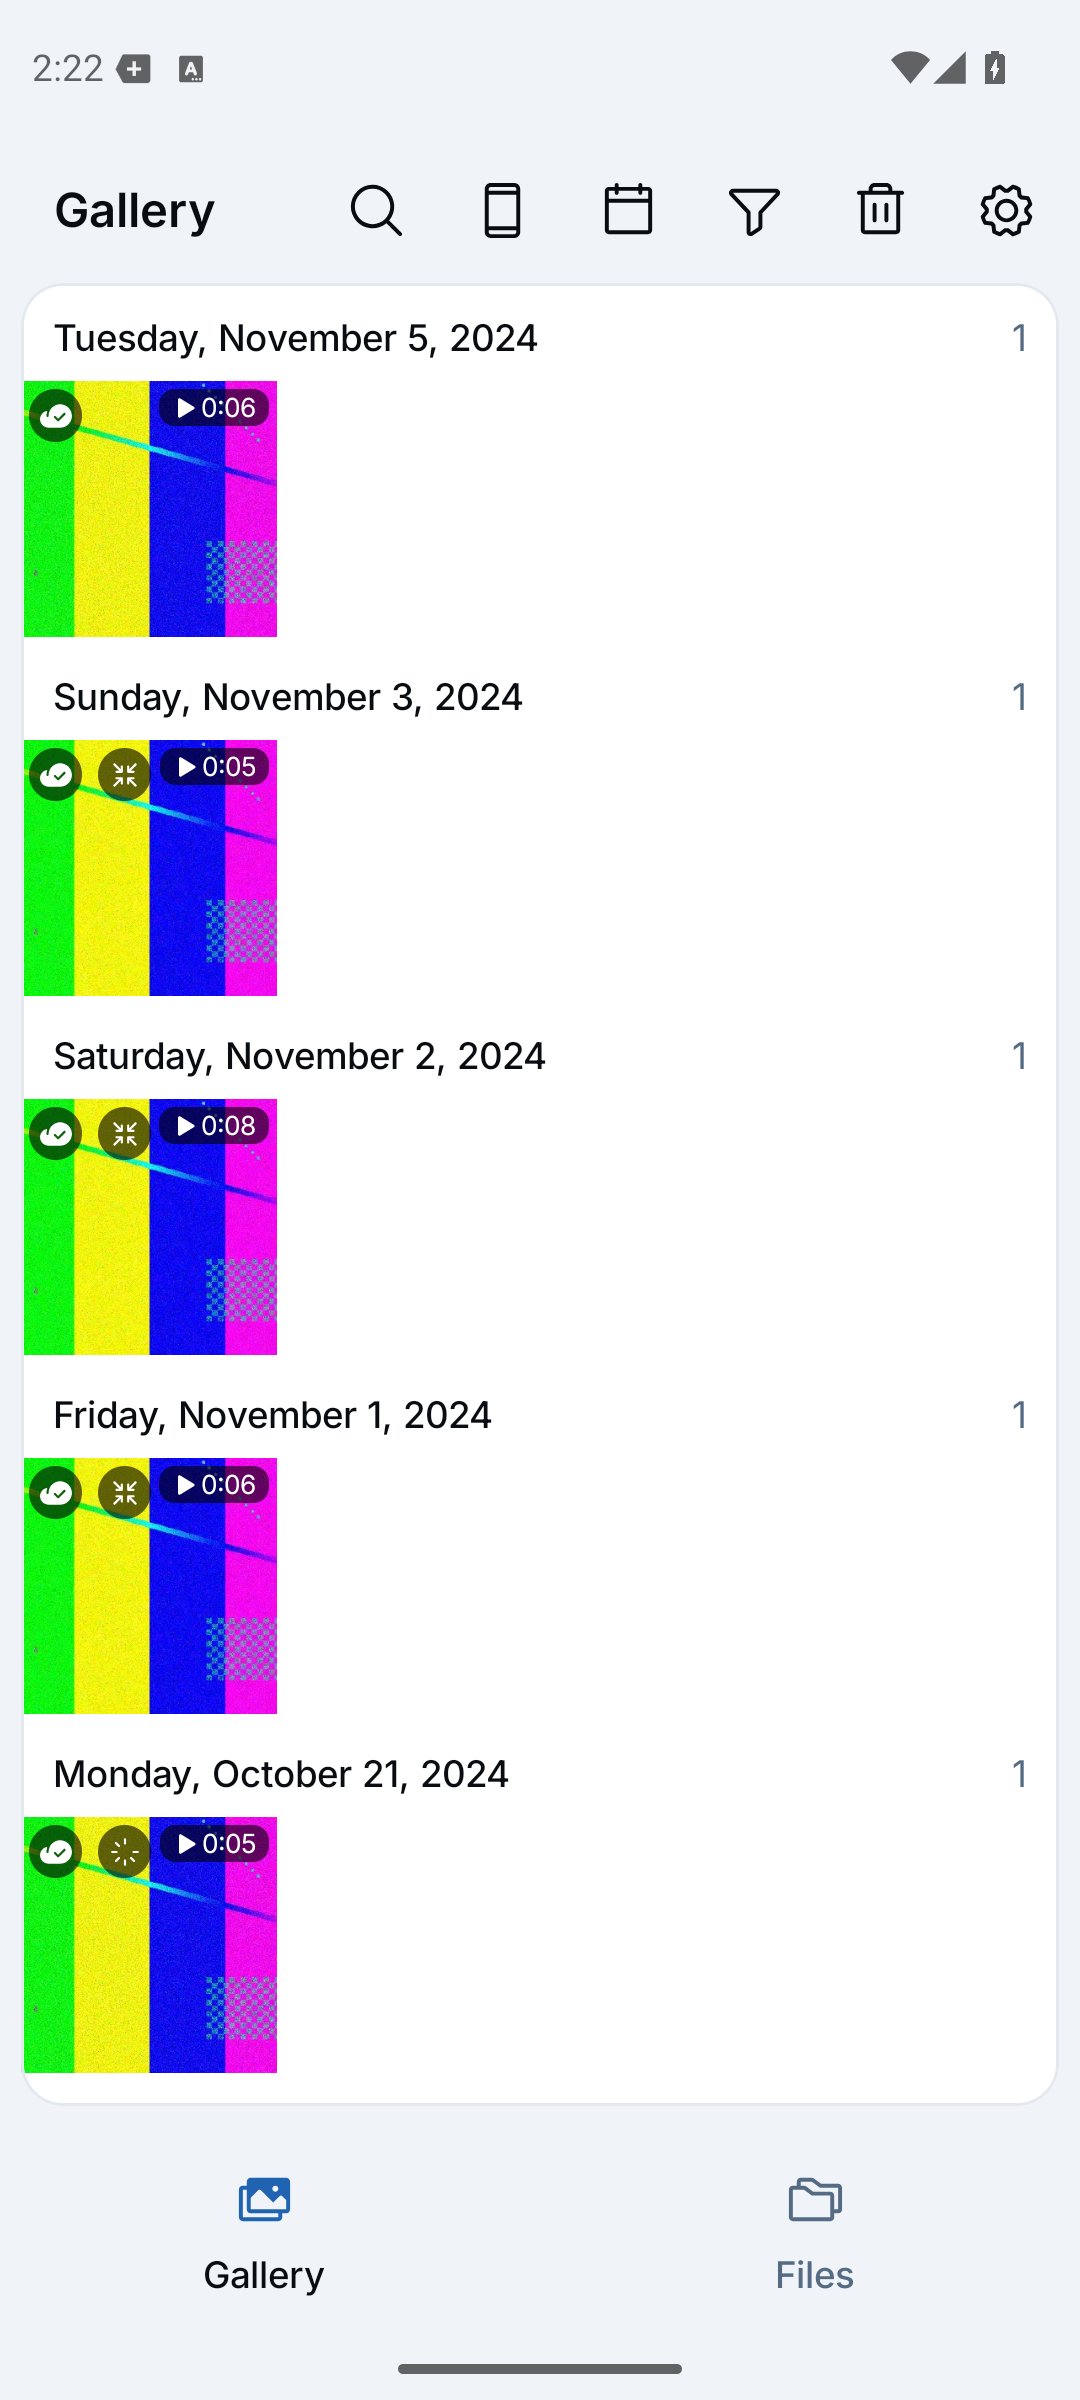 2:22
Gallery
Tuesday, November 5, 2024 1
0:06
Sunday, November 3, 2024 1
0:05
Saturday, November 2, 2024 1
0:08
Friday, November 1, 2024 1
0:06
Monday, October 21, 2024 1
0:05
Gallery Files